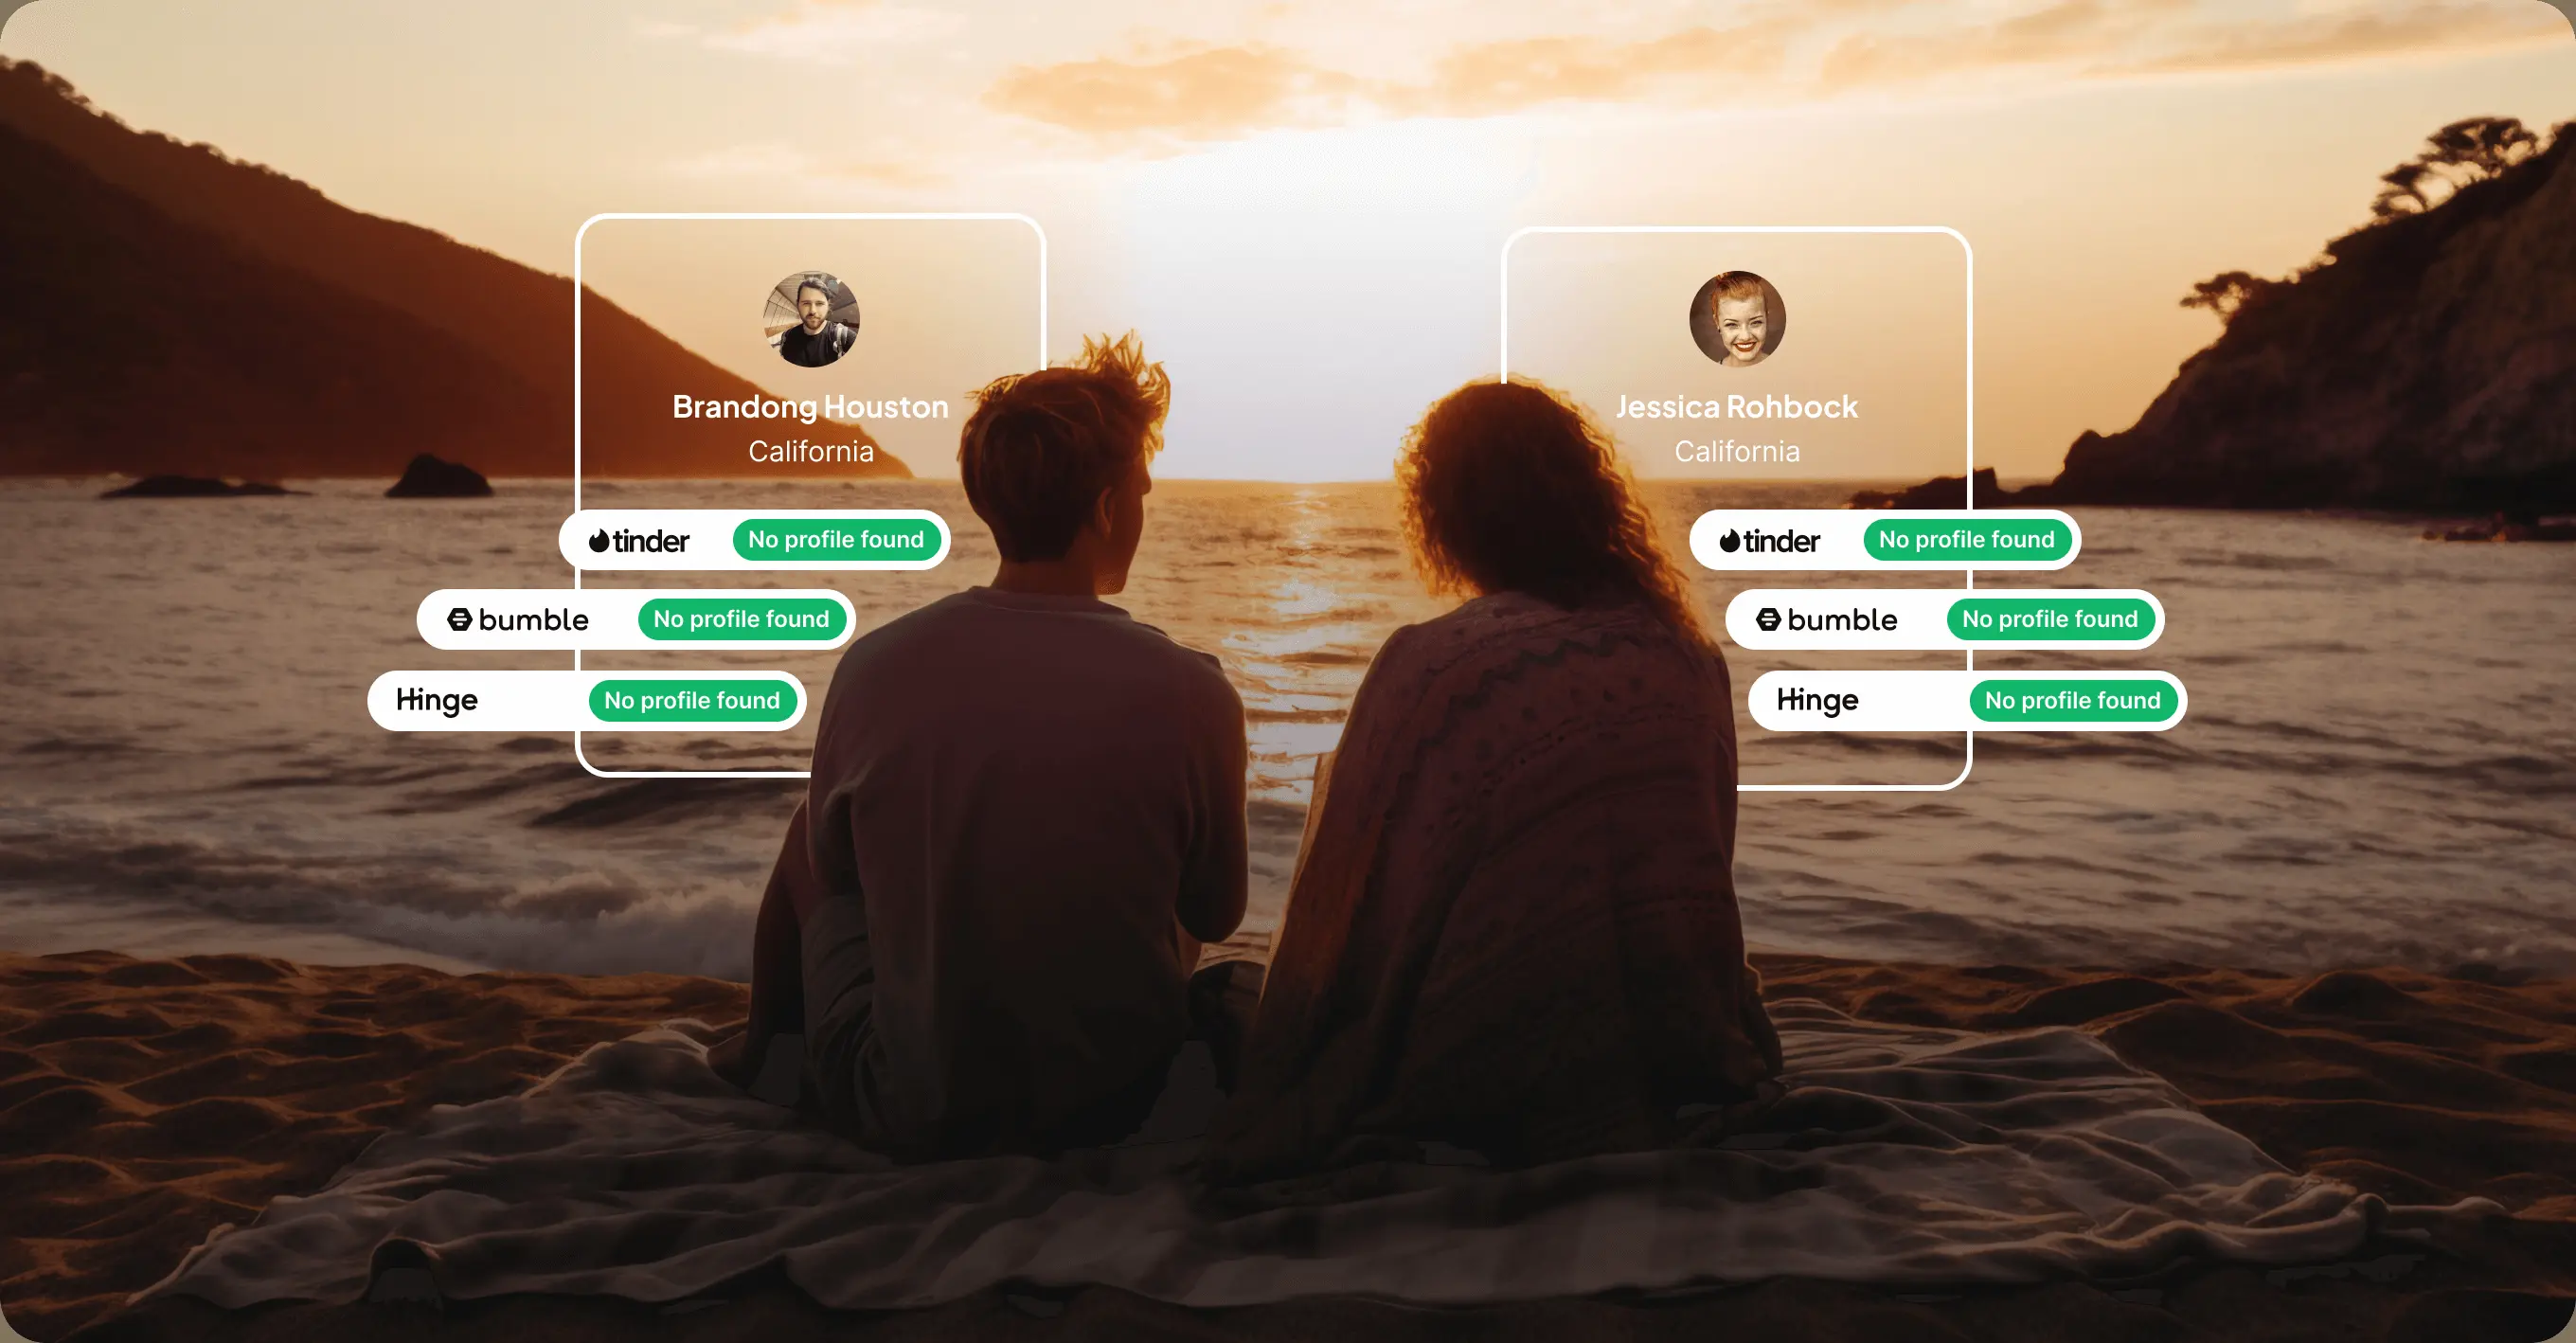 Brandong Houston
California
tinder No profile found
bumble No profile found
Hinge No profile found
Jessica Rohbock
California
tinder No profile found
bumble No profile found
Hinge No profile found